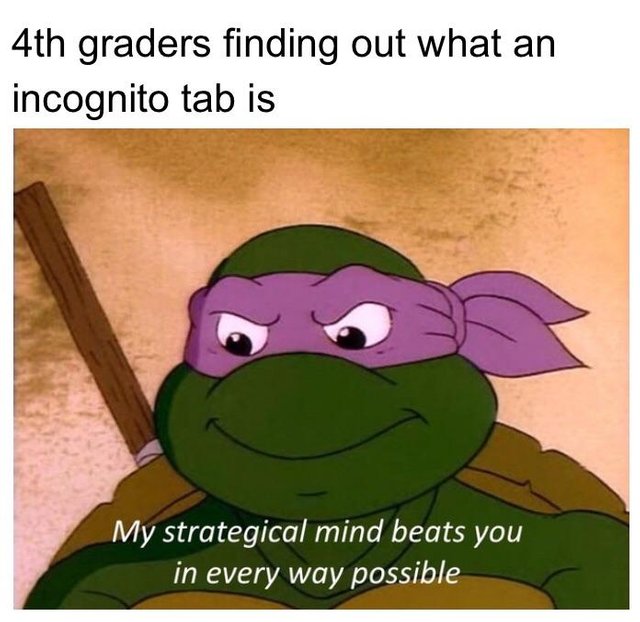 4th graders finding out what an
incognito tab is
My strategical mind beats you
in every way possible